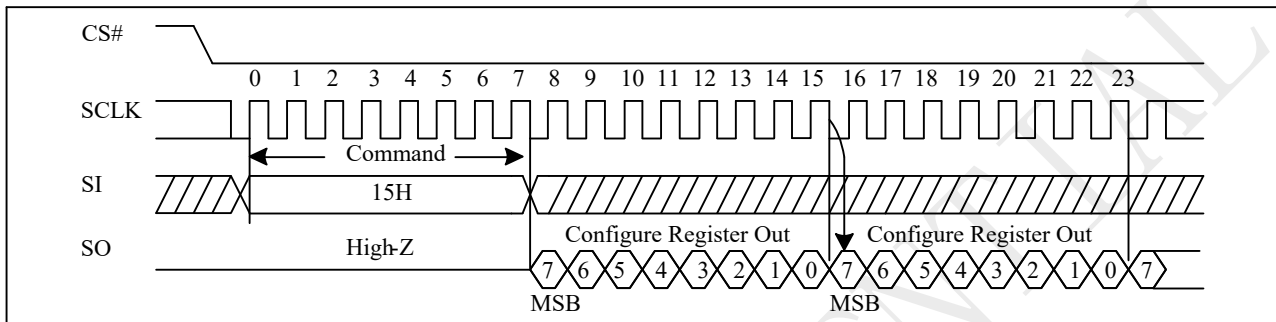 CS#
0 1 2 3 4 5 6 7 8 9 10 11 12 13 14 15 16 17 18 19 20 21 22 23
SCLK
Command
SI
15H
Configure Register Out Configure Register Out
SO
High-Z
7 6 5 4 3 2 1 0 7 6 5 4 3 2 1 0 7
MSB MSB